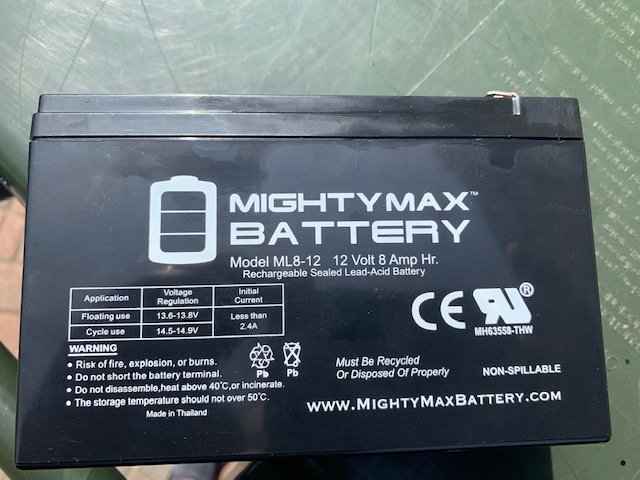 MIGHTYMAX™
BATTERY
Model ML8-12 12 Volt 8 Amp Hr.
Rechargeable Sealed Lead-Acid Battery
Application Voltage Regulation Initial Current
Floating use 13.6-13.8V Less than 2.4A
Cycle use 14.5-14.9V
CE RU®
MH63558-THW
WARNING
• Risk of fire, explosion, or burns.
• Do not short the battery terminal.
• Do not disassemble,heat above 40°C,or incinerate.
• The storage temperature should not over 50°C.
Made in Thailand
Pb Pb
Must Be Recycled
Or Disposed Of Properly
NON-SPILLABLE
WWW.MIGHTYMAXBATTERY.COM